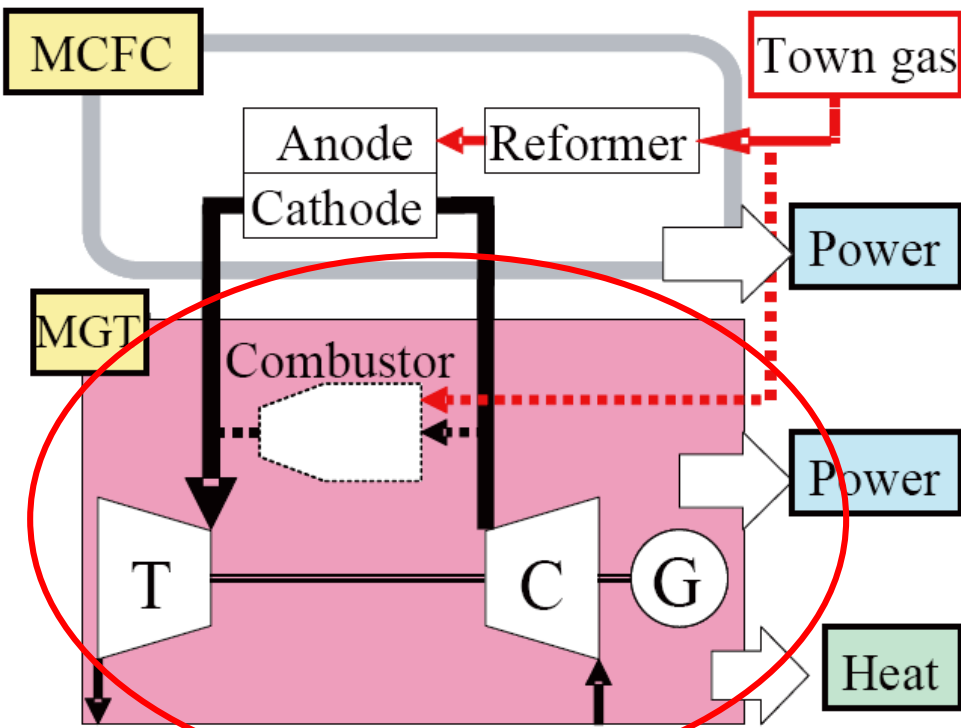 MCFC
Town gas
Anode
Reformer
Cathode
Power
MGT
Combustor
Power
T
C
G
Heat